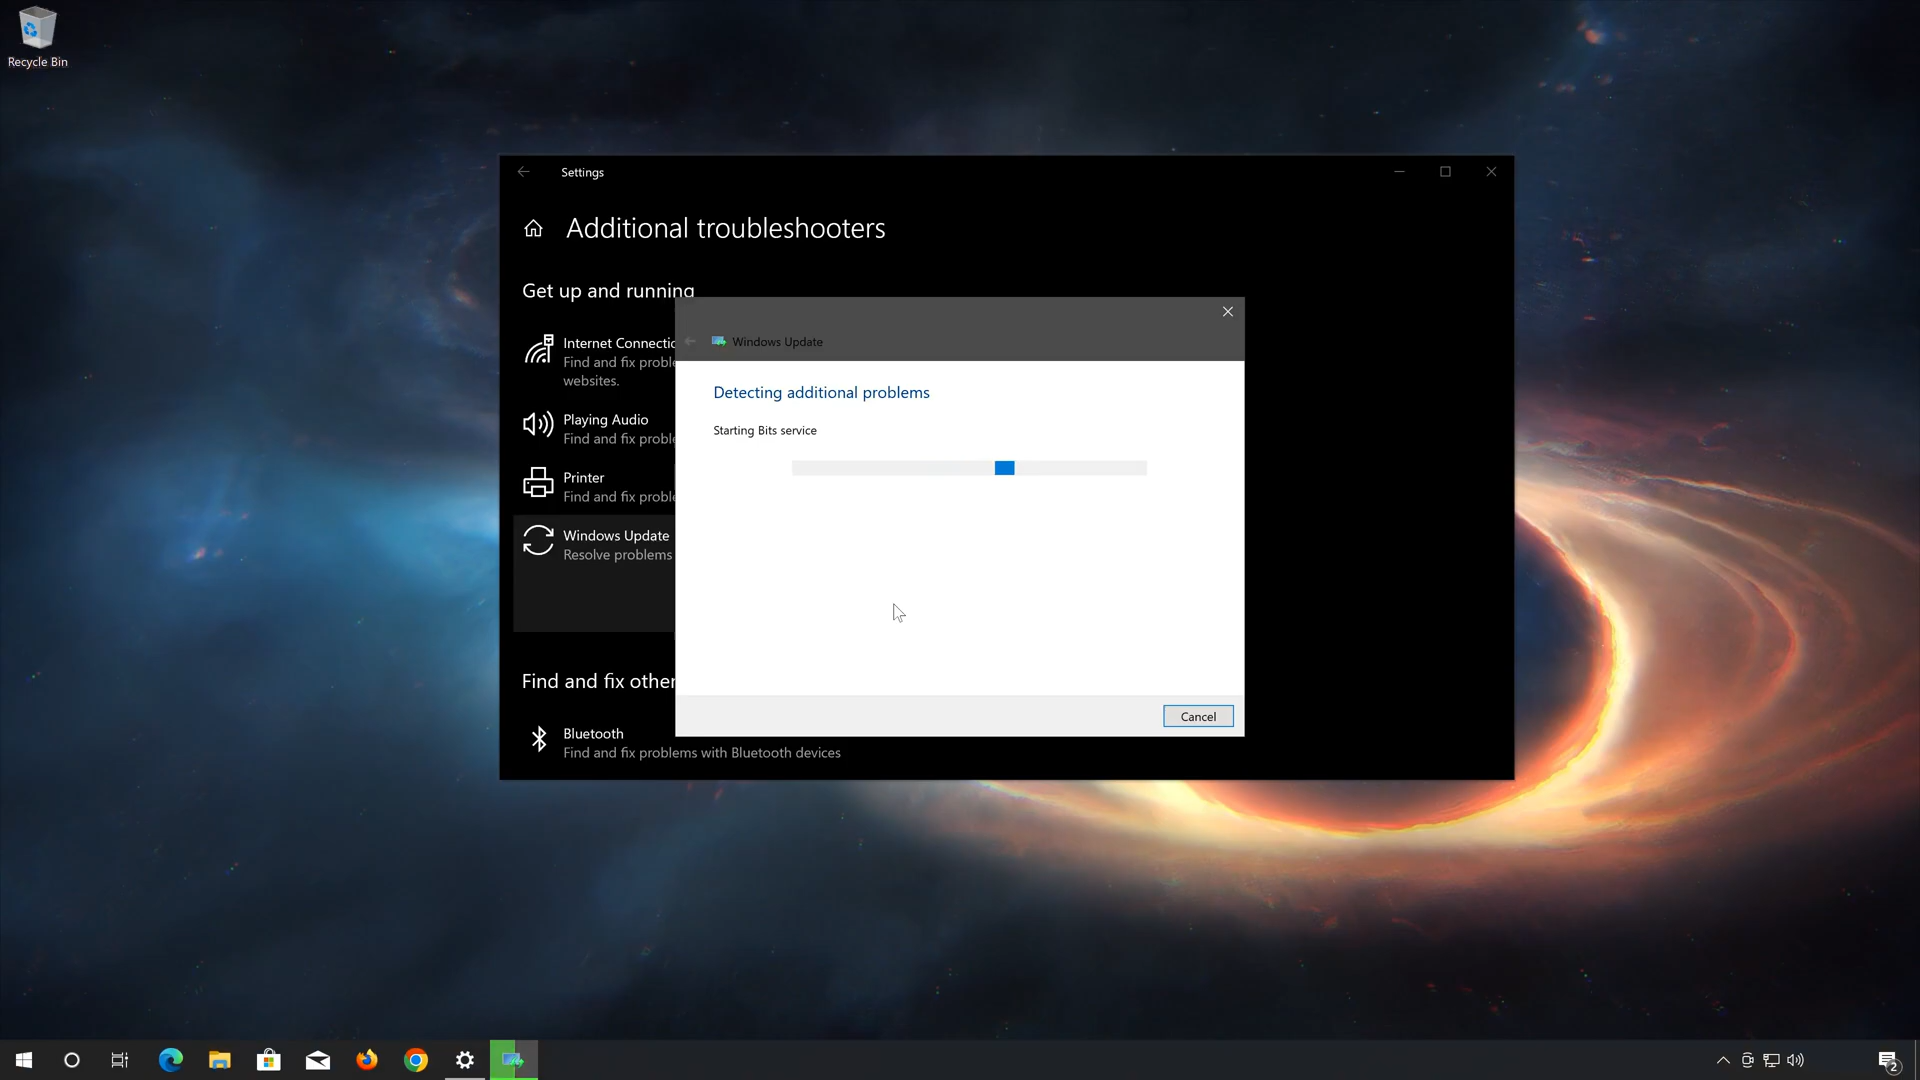 Recycle Bin
Settings
Additional troubleshooters
Get up and running
Internet Connectio
Find and fix proble
websites.
Playing Audio
Find and fix proble
Printer
Find and fix proble
Windows Update
Resolve problems
Find and fix other
Bluetooth
Find and fix problems with Bluetooth devices
Windows Update
Detecting additional problems
Starting Bits service
Cancel
2